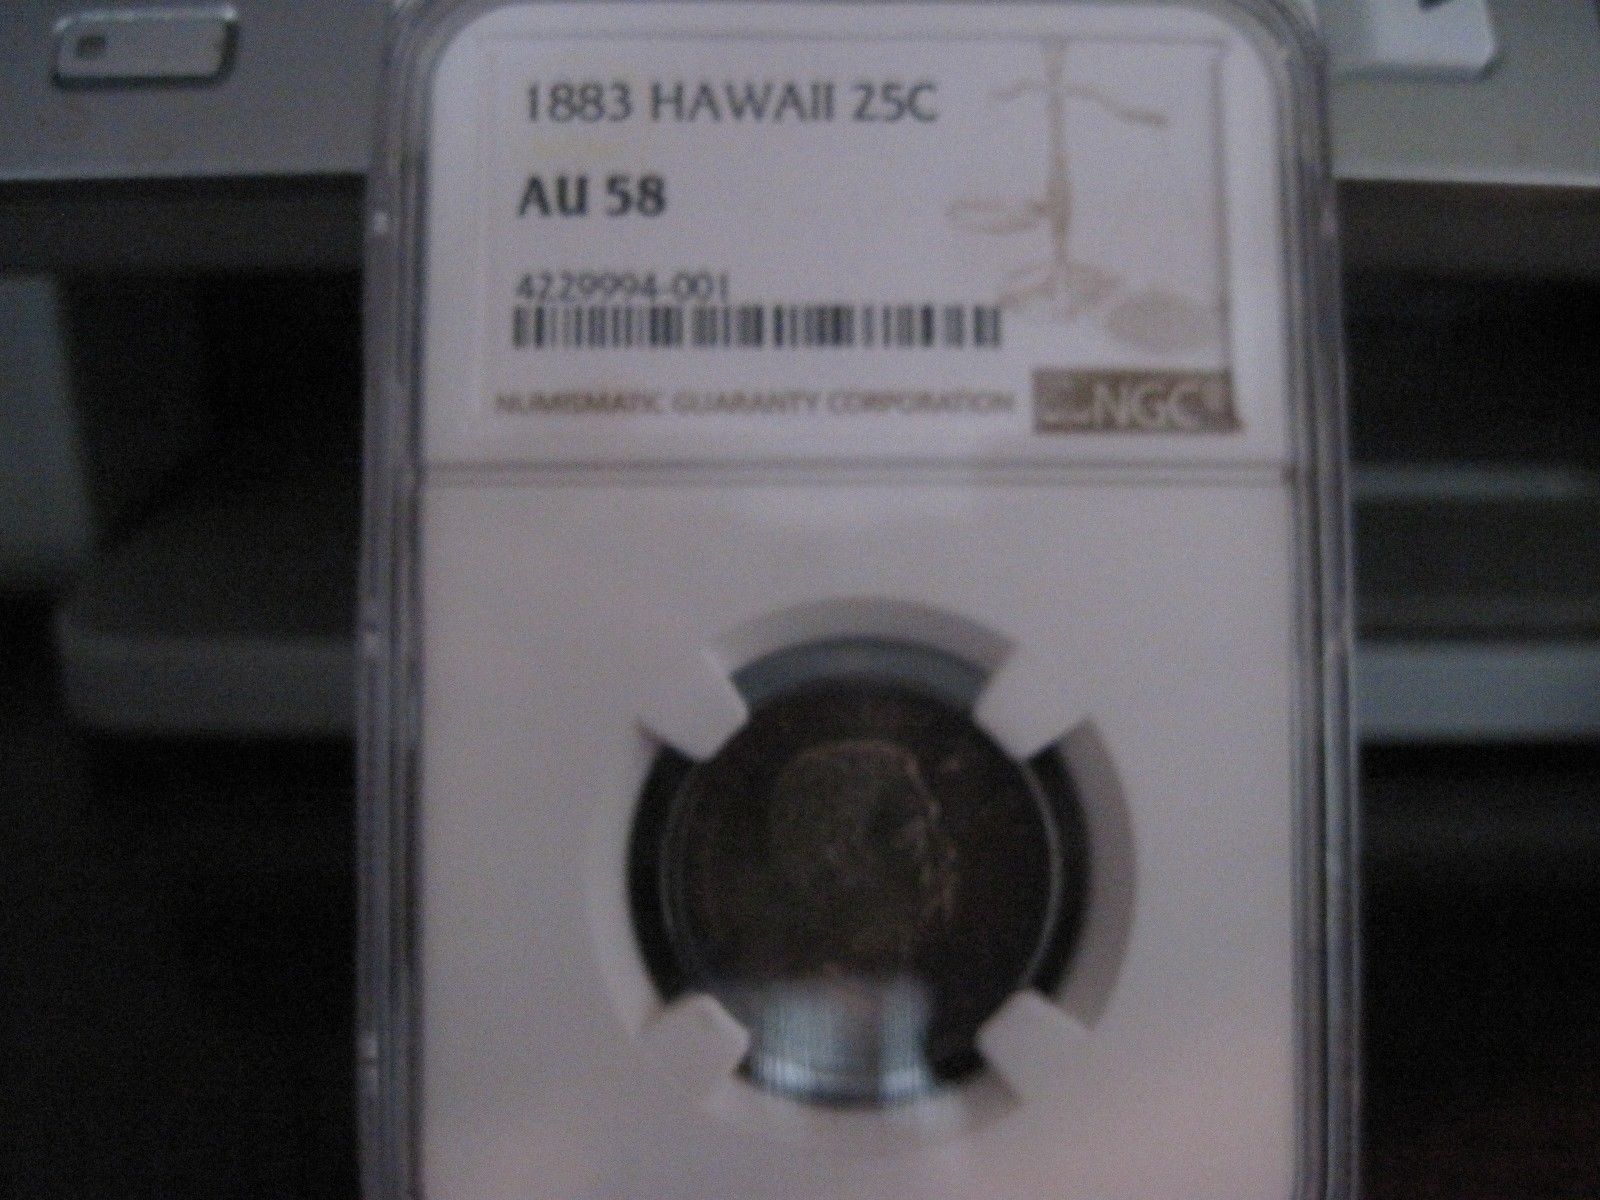 1883 HAWAII 25C
AU 58
4229994-001
NUMISMATIC GUARANTY CORPORATION NGC